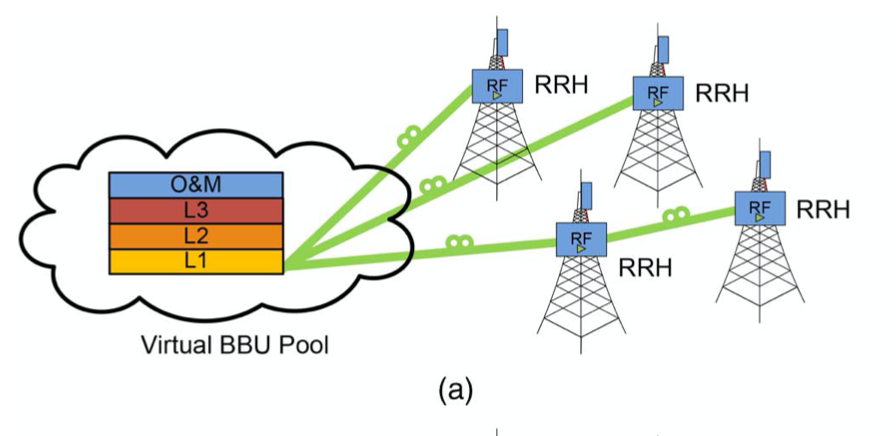 RF
RRH
RF
RRH
O&M
L3
L2
L1
RF
RRH
RF
RRH
Virtual BBU Pool
(a)